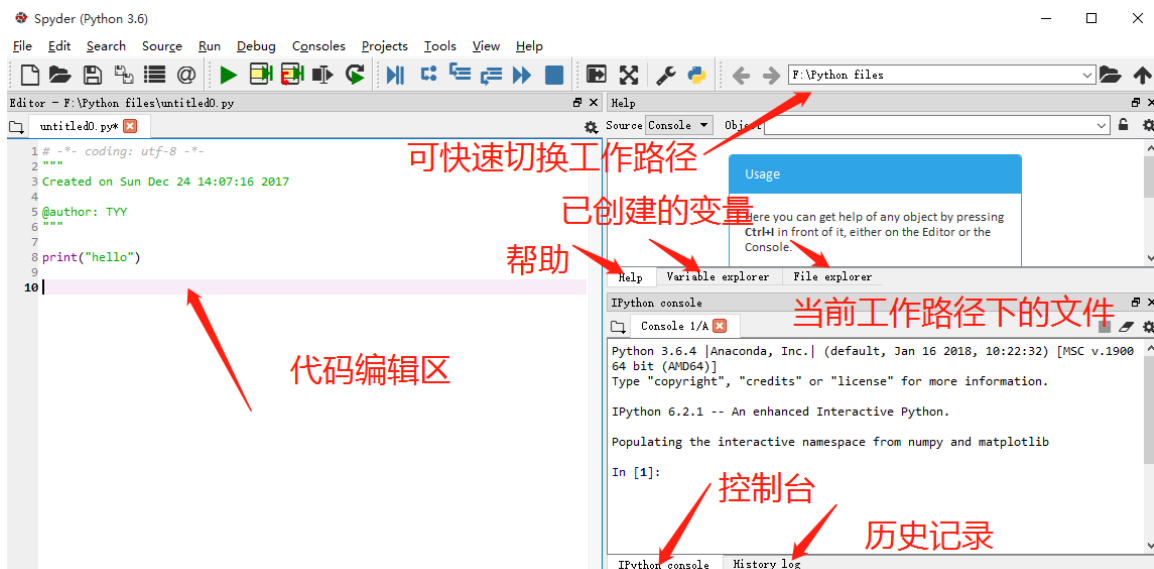 Spyder (Python 3.6)
File Edit Search Source Run Debug Consoles Projects Tools View Help
F:\Python files
Editor - F:\Python files\untitled0.py
Help
untitled0.py*
Source Console Object
可快速切换工作路径
1 # -*- coding: utf-8 -*-
2 """
3 Created on Sun Dec 24 14:07:16 2017
4
5 @author: TYY
6 """
7
8 print("hello")
9
10
代码编辑区
Usage
已创建的变量
Here you can get help of any object by pressing
Ctrl+I in front of it, either on the Editor or the
Console.
帮助
Help Variable explorer File explorer
IPython console
当前工作路径下的文件
Console 1/A
Python 3.6.4 |Anaconda, Inc.| (default, Jan 16 2018, 10:22:32) [MSC v.1900
64 bit (AMD64)]
Type "copyright", "credits" or "license" for more information.
IPython 6.2.1 -- An enhanced Interactive Python.
Populating the interactive namespace from numpy and matplotlib
In [1]:
控制台
历史记录
IPython console History log